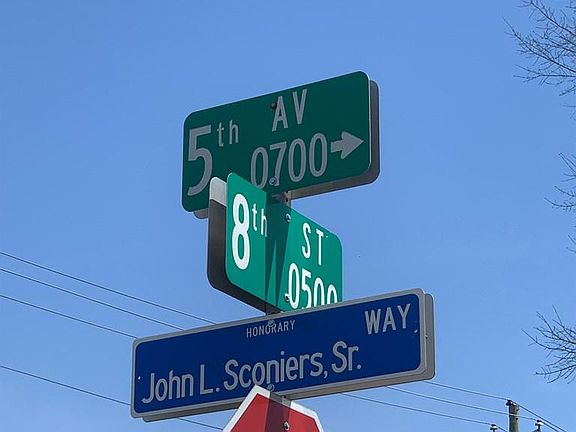 5th AV
0700 →
8th ST
0500
HONORARY WAY
John L. Sconiers, Sr.